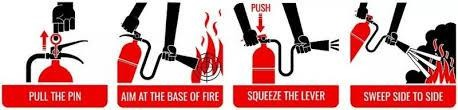 PUSH
PULL THE PIN
AIM AT THE BASE OF FIRE
SQUEEZE THE LEVER
SWEEP SIDE TO SIDE